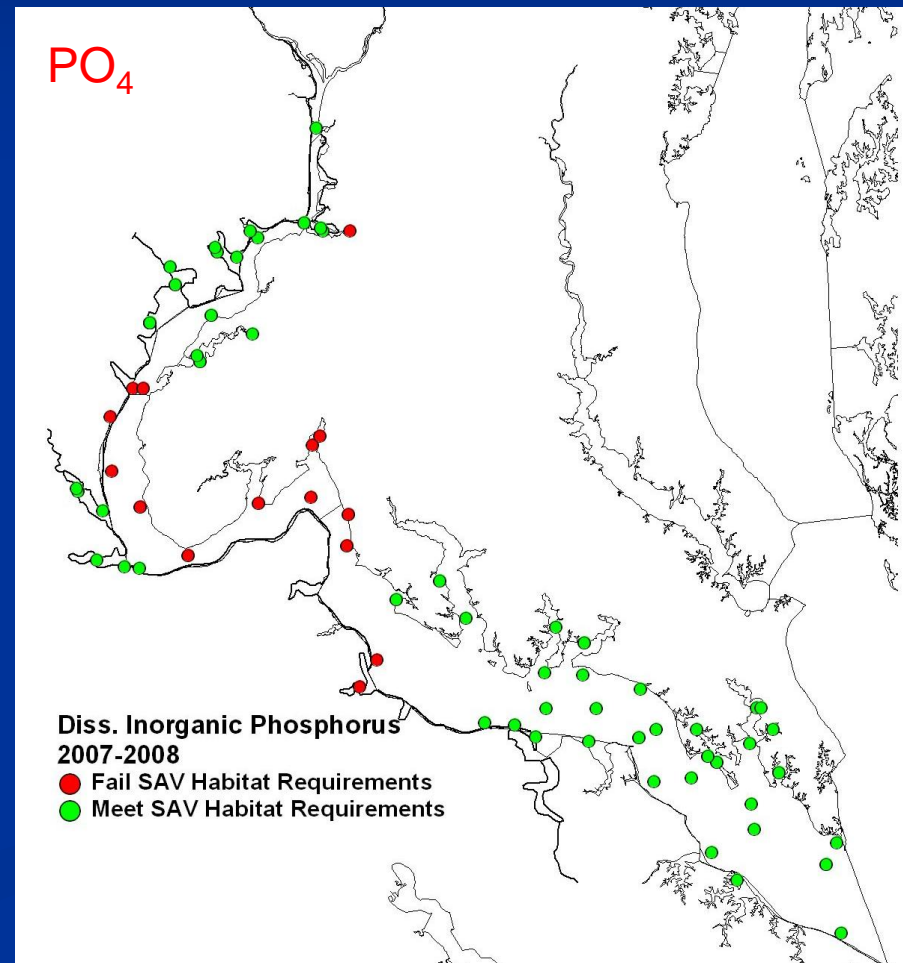 PO4
Diss. Inorganic Phosphorus
2007-2008
Fail SAV Habitat Requirements
Meet SAV Habitat Requirements